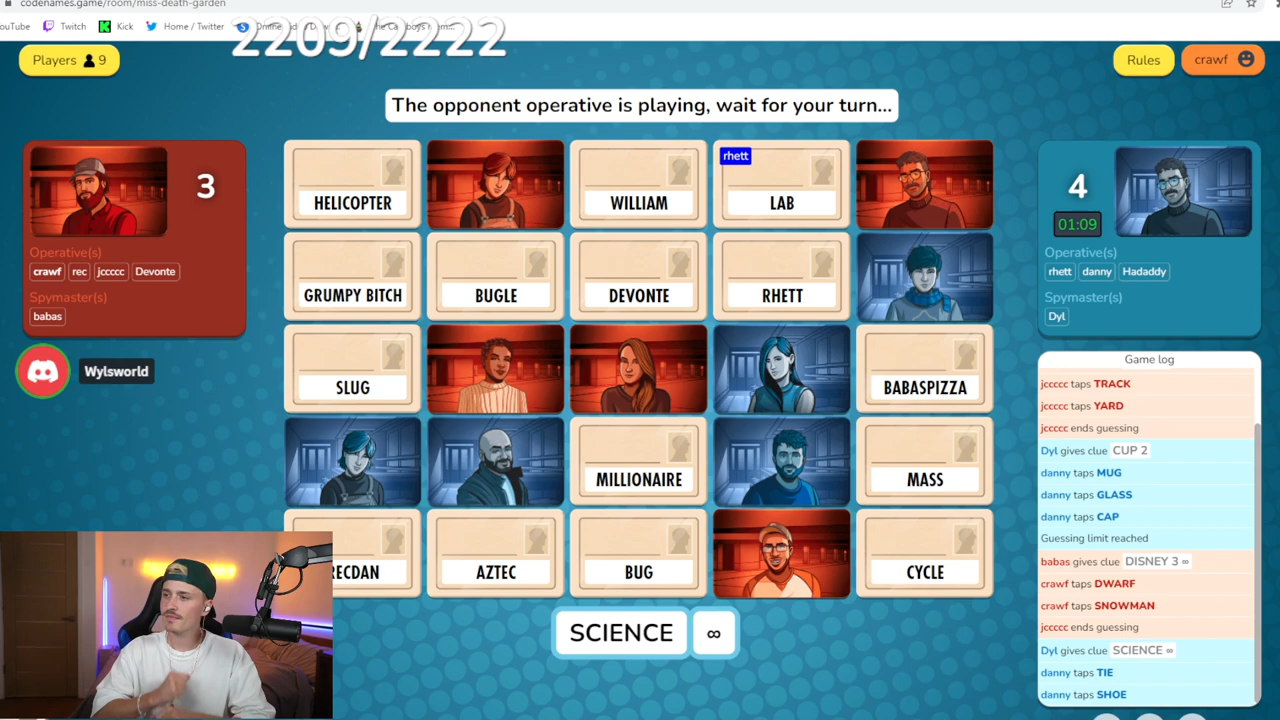 codenames.game/room/miss-death-garden
ouTube Twitch Kick Home / Twitter
2209/2222
Players 9
Rules
crawf
The opponent operative is playing, wait for your turn...
3
Operative(s)
crawf rec jccccc Devonte
Spymaster(s)
babas
Wylsworld
HELICOPTER
WILLIAM
rhett
LAB
GRUMPY BITCH
BUGLE
DEVONTE
RHETT
SLUG
BABASPIZZA
MILLIONAIRE
MASS
RECDAN
AZTEC
BUG
CYCLE
SCIENCE ∞
4
01:09
Operative(s)
rhett danny Hadaddy
Spymaster(s)
Dyl
Game log
jccccc taps TRACK
jccccc taps YARD
jccccc ends guessing
Dyl gives clue CUP 2
danny taps MUG
danny taps GLASS
danny taps CAP
Guessing limit reached
babas gives clue DISNEY 3 ∞
crawf taps DWARF
crawf taps SNOWMAN
jccccc ends guessing
Dyl gives clue SCIENCE ∞
danny taps TIE
danny taps SHOE